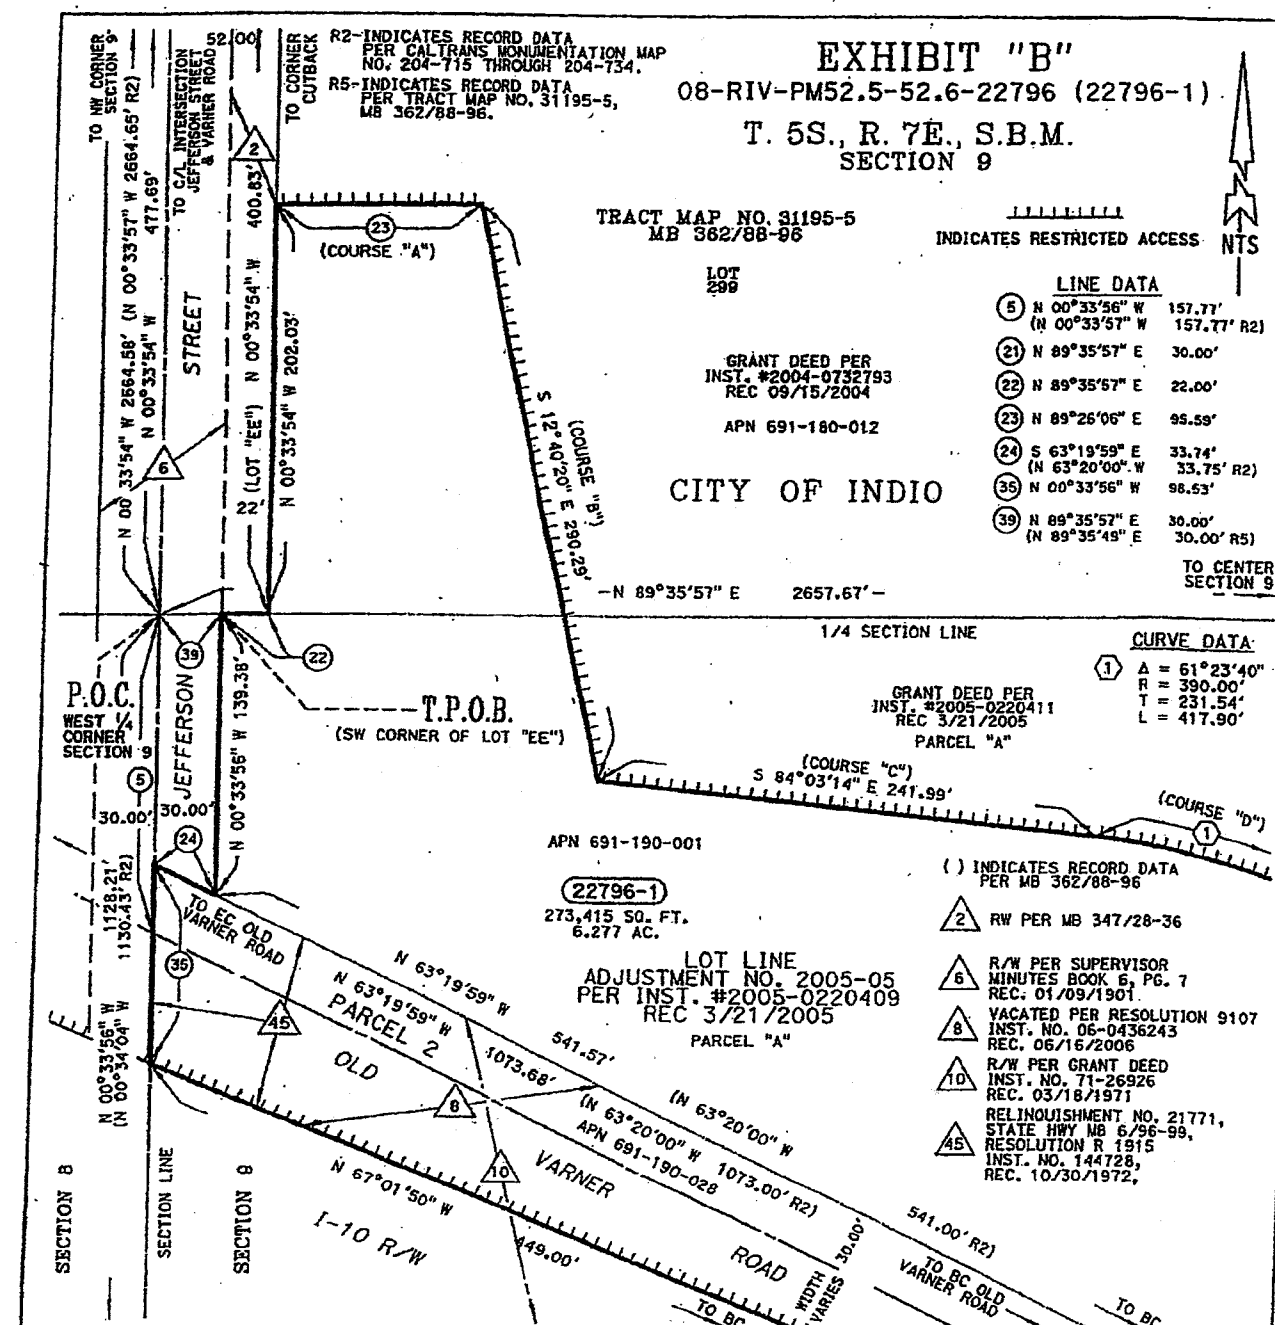 EXHIBIT "B"
08-RIV-PM52.5-52.6-22796 (22796-1)
T. 5S., R. 7E., S.B.M.
SECTION 9
R2-INDICATES RECORD DATA
PER CALTRANS MONUMENTATION MAP
NO. 204-715 THROUGH 204-734.
R5-INDICATES RECORD DATA
PER TRACT MAP NO. 31195-5,
MB 362/88-96.
TO NW CORNER
SECTION 9
TO C/L INTERSECTION
JEFFERSON STREET
& VARNER ROAD
52.00'
TO CORNER
CUTBACK
2
400.83'
477.69'
(N 00°33'57" W 2664.65' R2)
N 00°33'54" W
STREET
N 00°33'54" W
(LOT "EE")
22'
N 00°33'54" W 202.03'
6
23
(COURSE "A")
TRACT MAP NO. 31195-5
MB 362/88-96
LOT
299
INDICATES RESTRICTED ACCESS
NTS
GRANT DEED PER
INST. #2004-0732793
REC 09/15/2004
APN 691-180-012
CITY OF INDIO
LINE DATA
5 N 00°33'56" W 157.77'
(N 00°33'57" W 157.77' R2)
21 N 89°35'57" E 30.00'
22 N 89°35'57" E 22.00'
23 N 89°26'06" E 95.59'
24 S 63°19'59" E 33.74'
(N 63°20'00" W 33.75' R2)
35 N 00°33'56" W 98.53'
39 N 89°35'57" E 30.00'
(N 89°35'49" E 30.00' R5)
TO CENTER
SECTION 9
(COURSE "B")
S 12°40'20" E 290.29'
N 89°35'57" E 2657.67'
1/4 SECTION LINE
39
22
P.O.C.
WEST 1/4
CORNER
SECTION 9
JEFFERSON
N 00°33'56" W 139.38'
T.P.O.B.
(SW CORNER OF LOT "EE")
GRANT DEED PER
INST. #2005-0220411
REC 3/21/2005
PARCEL "A"
CURVE DATA
1 Δ = 61°23'40"
R = 390.00'
T = 231.54'
L = 417.90'
(COURSE "C")
S 84°03'14" E 241.99'
(COURSE "D")
1
5
30.00'
30.00'
24
1128.21'
1130.43' R2)
N 00°33'56" W
(N 00°34'04" W
35
TO EC OLD
VARNER ROAD
APN 691-190-001
22796-1
273,415 SQ. FT.
6.277 AC.
LOT LINE
ADJUSTMENT NO. 2005-05
PER INST. #2005-0220409
REC 3/21/2005
PARCEL "A"
( ) INDICATES RECORD DATA
PER MB 362/88-96
2 RW PER MB 347/28-36
6 R/W PER SUPERVISOR
MINUTES BOOK 6, PG. 7
REC. 01/09/1901
8 VACATED PER RESOLUTION 9107
INST. NO. 06-0436243
REC. 06/16/2006
10 R/W PER GRANT DEED
INST. NO. 71-26926
REC. 03/18/1971
45 RELINQUISHMENT NO. 21771,
STATE HWY MB 6/96-99,
RESOLUTION R 1915
INST. NO. 144728,
REC. 10/30/1972,
N 63°19'59" W
541.57'
(N 63°20'00" W
541.00' R2)
N 63°19'59" W
1073.68'
(N 63°20'00" W 1073.00' R2)
PARCEL 2
APN 691-190-028
45
8
10
OLD
VARNER
ROAD
N 67°01'50" W
449.00'
I-10 R/W
WIDTH
VARIES
30.00'
TO BC OLD
VARNER ROAD
TO BC
TO BC
SECTION 8
SECTION LINE
SECTION 9